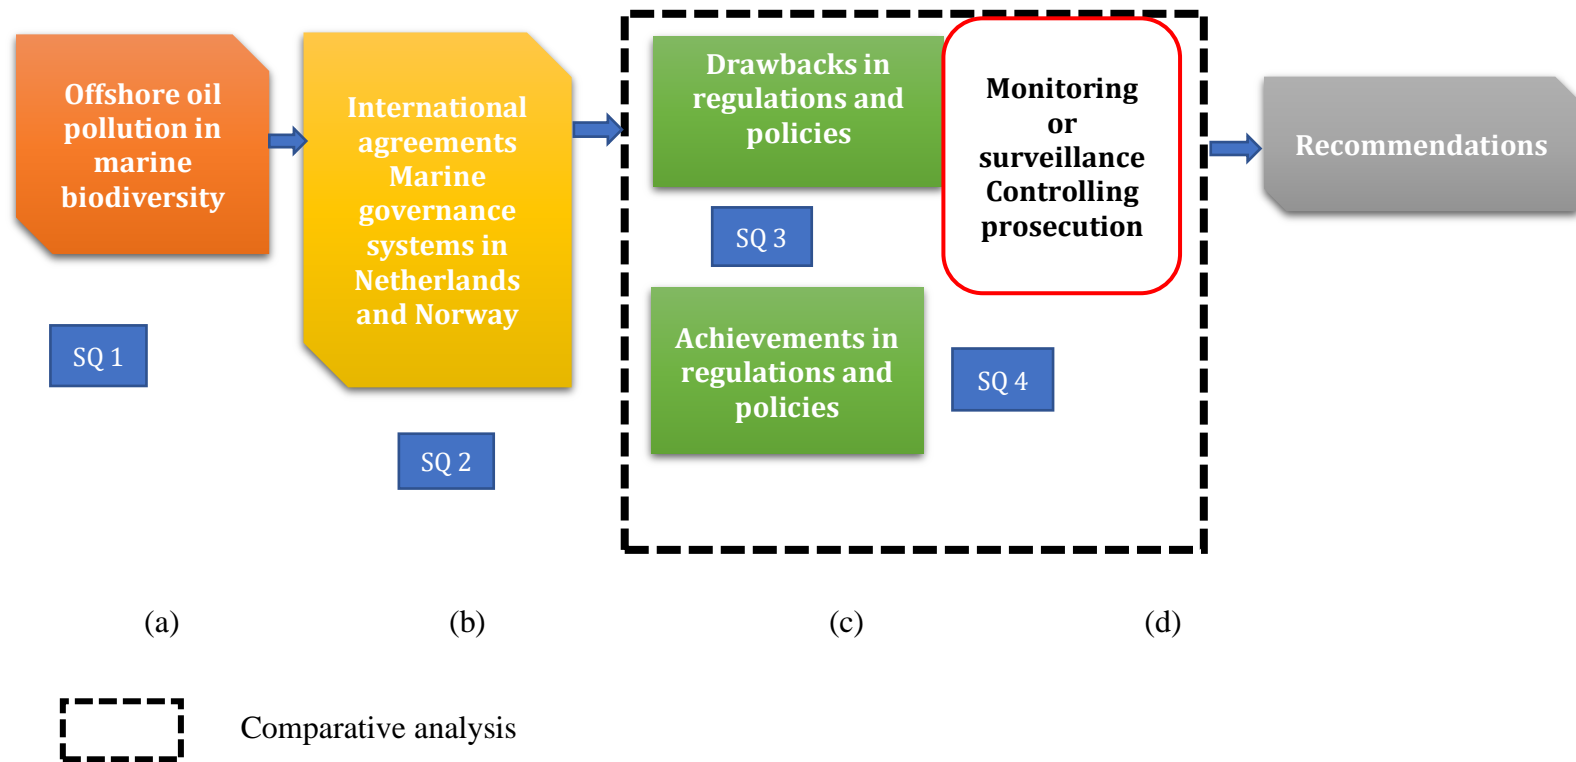 Offshore oil
pollution in
marine
biodiversity
SQ 1
International
agreements
Marine
governance
systems in
Netherlands
and Norway
SQ 2
Drawbacks in
regulations and
policies
SQ 3
Achievements in
regulations and
policies
Monitoring
or
surveillance
Controlling
prosecution
SQ 4
Recommendations
(a)
(b)
(c)
(d)
Comparative analysis